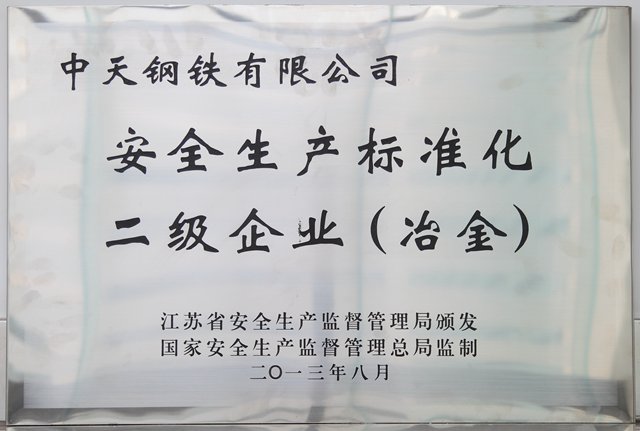 中天钢铁有限公司
安全生产标准化
二级企业（冶金）
江苏省安全生产监督管理局颁发
国家安全生产监督管理总局监制
二〇一三年八月